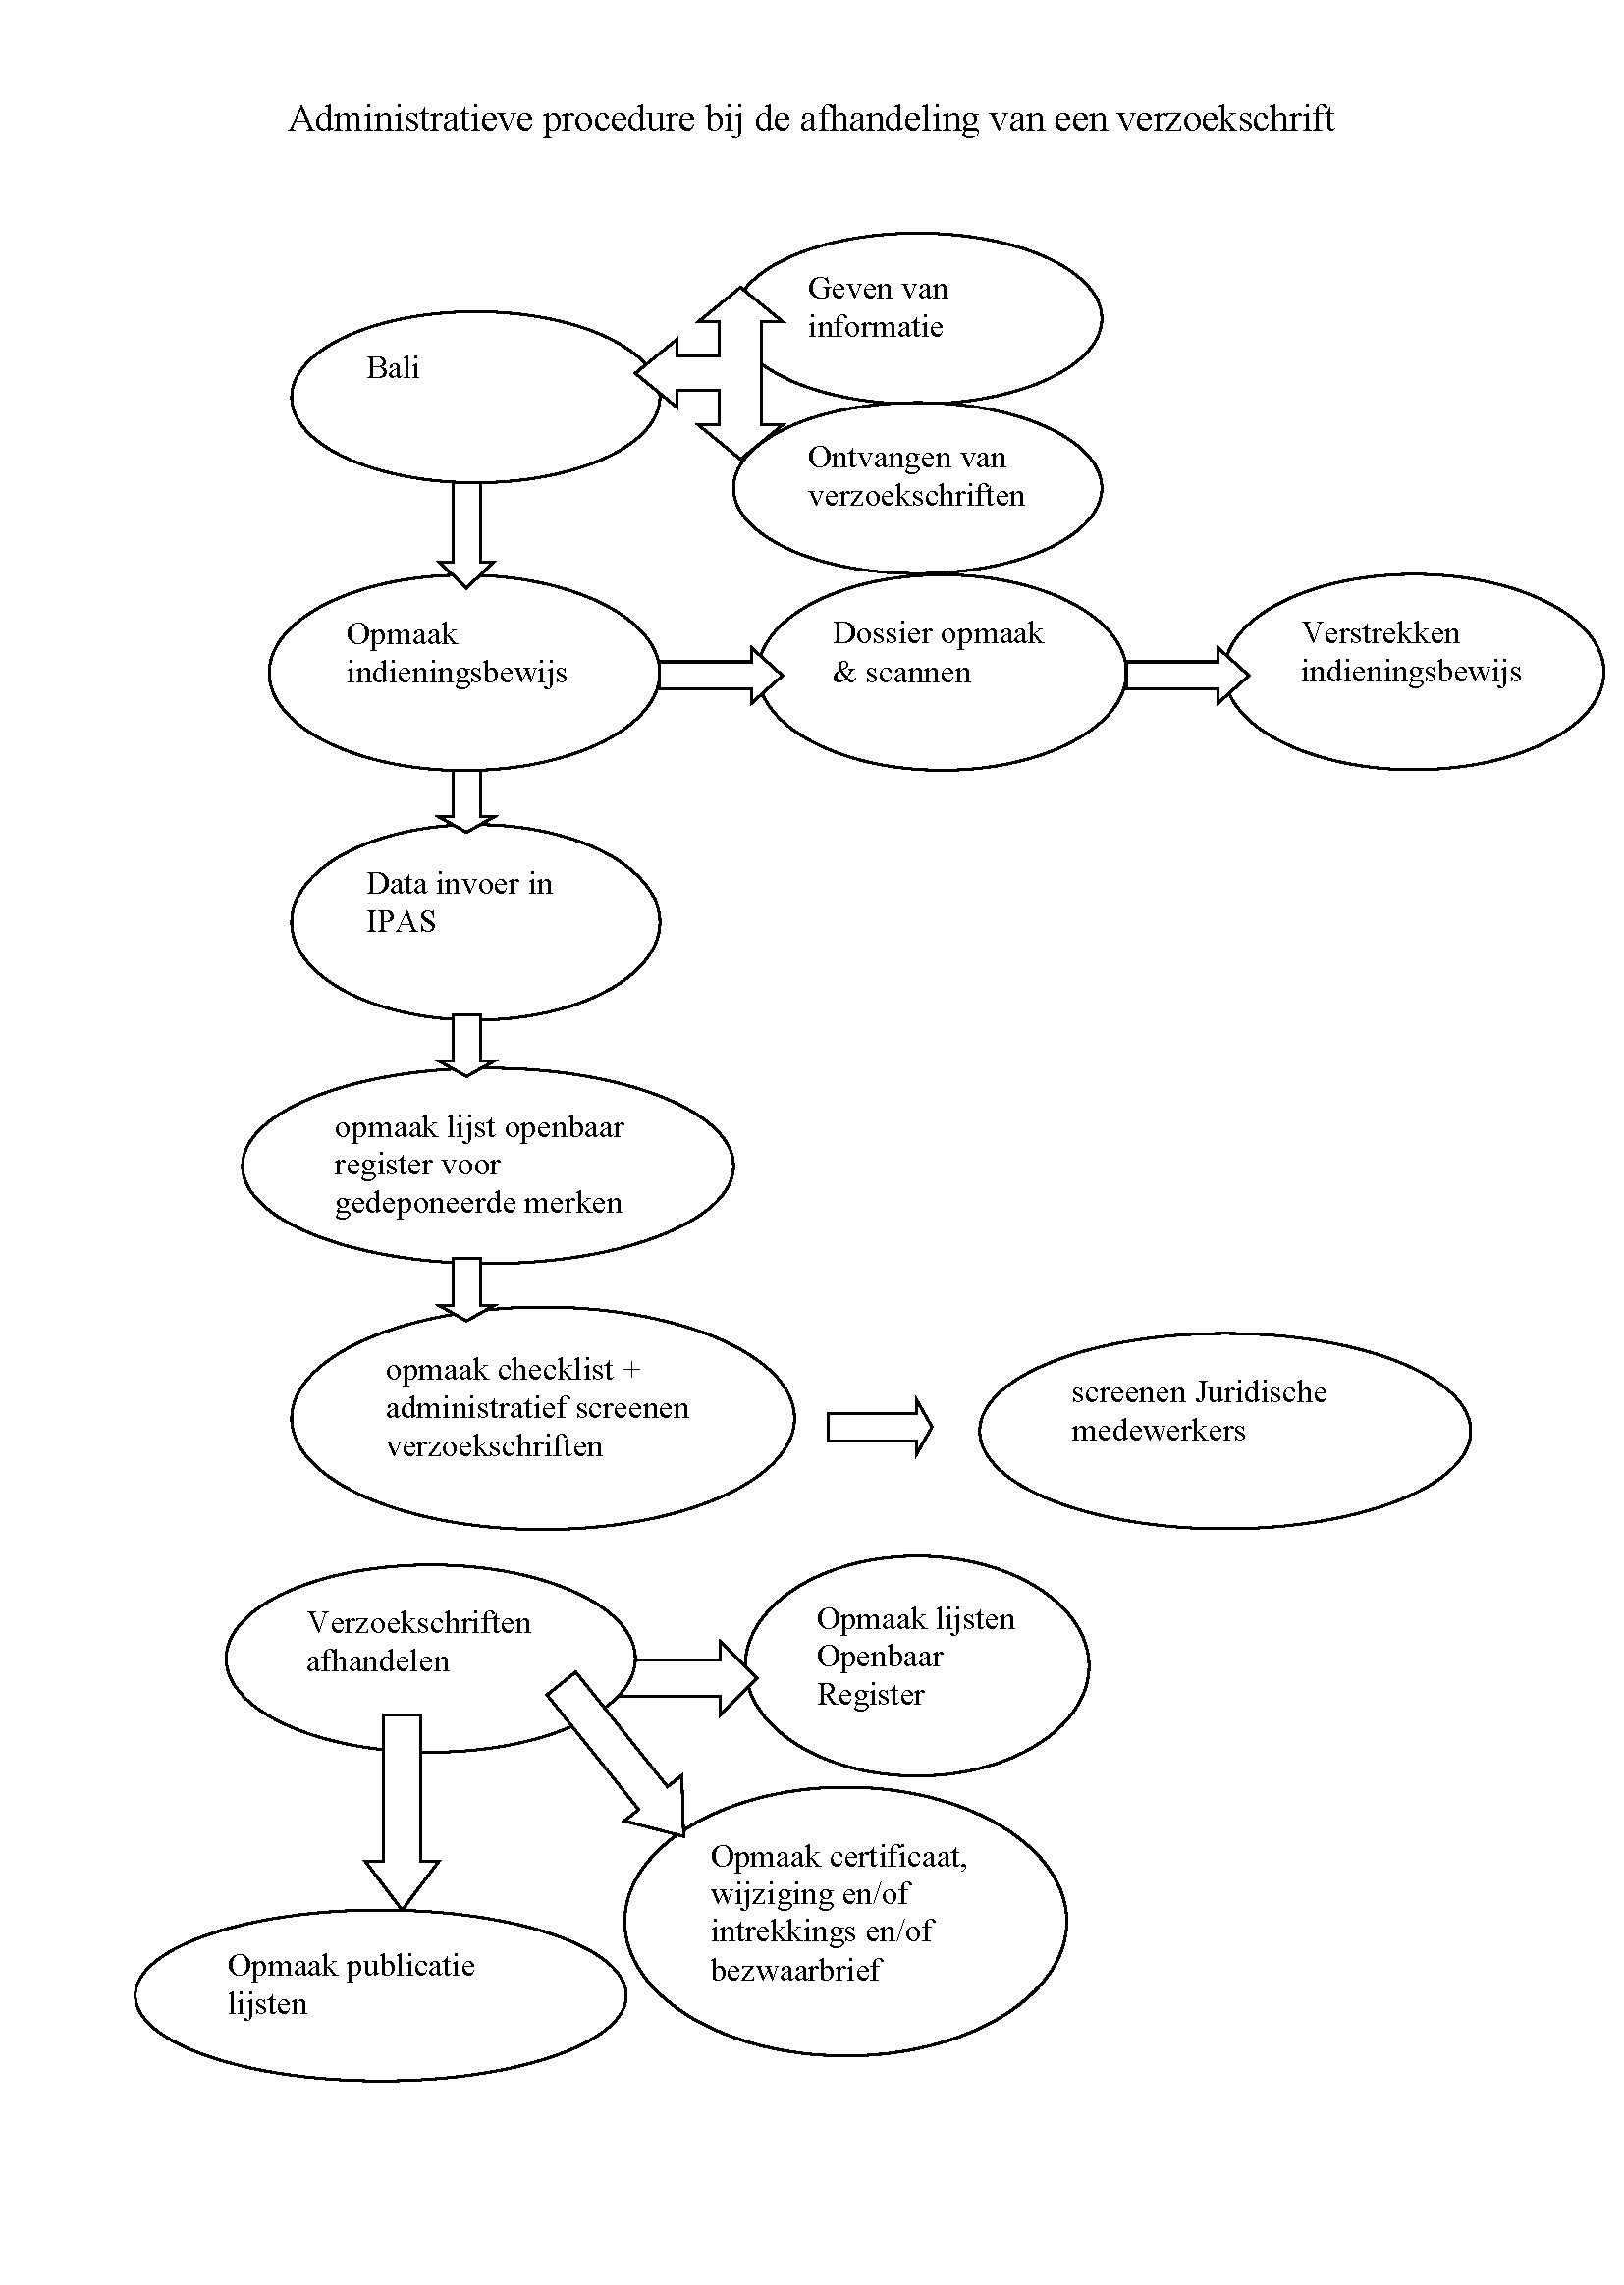 Administratieve procedure bij de afhandeling van een verzoekschrift
Geven van
informatie
Bali
Ontvangen van
verzoekschriften
Opmaak
indieningsbewijs
Dossier opmaak
& scannen
Verstrekken
indieningsbewijs
Data invoer in
IPAS
opmaak lijst openbaar
register voor
gedeponeerde merken
opmaak checklist +
administratief screenen
verzoekschriften
screenen Juridische
medewerkers
Verzoekschriften
afhandelen
Opmaak lijsten
Openbaar
Register
Opmaak certificaat,
wijziging en/of
intrekkings en/of
bezwaarbrief
Opmaak publicatie
lijsten